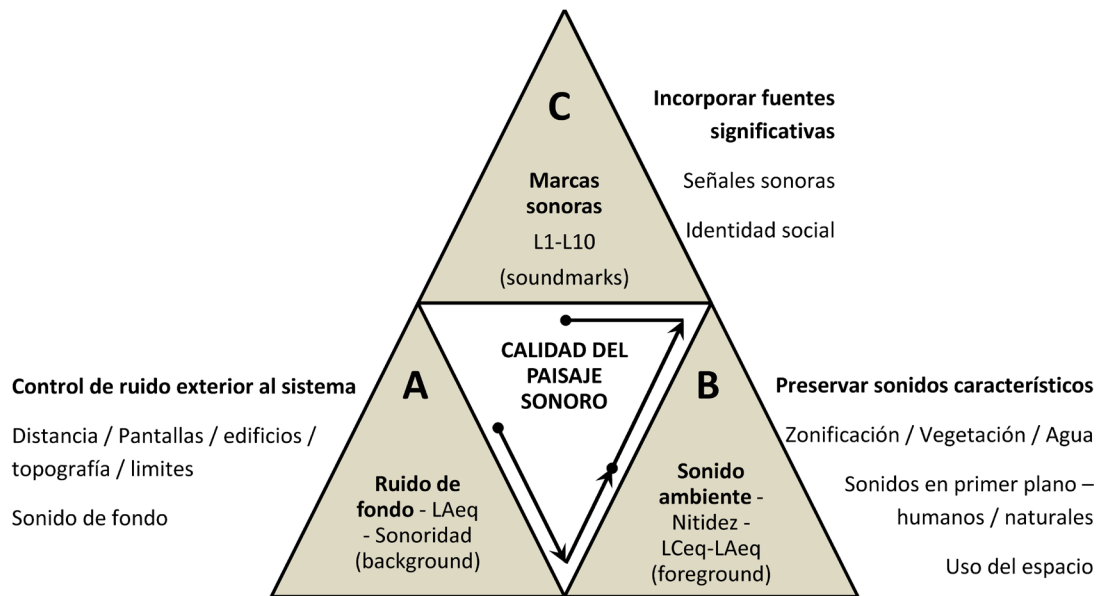 C
Marcas
sonoras
L1-L10
(soundmarks)
Incorporar fuentes
significativas
Señales sonoras
Identidad social
CALIDAD DEL
PAISAJE
SONORO
Control de ruido exterior al sistema
Distancia / Pantallas / edificios /
topografía / limites
Sonido de fondo
A
Ruido de
fondo - LAeq
- Sonoridad
(background)
B
Sonido
ambiente -
Nitidez -
LCeq-LAeq
(foreground)
Preservar sonidos característicos
Zonificación / Vegetación / Agua
Sonidos en primer plano –
humanos / naturales
Uso del espacio